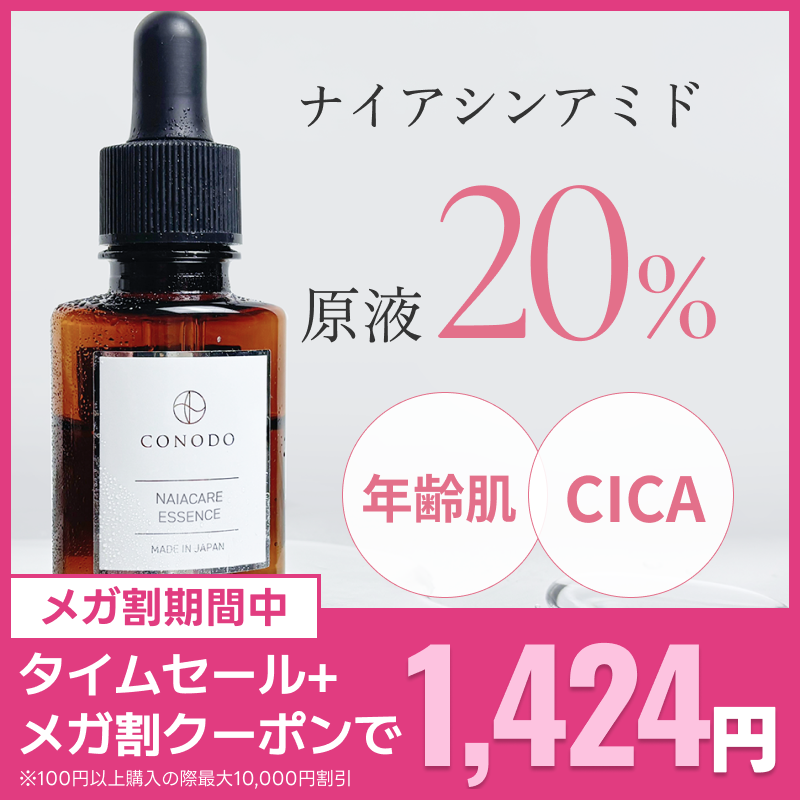 ナイアシンアミド
原液20%
CONODO
NAIACARE
ESSENCE
MADE IN JAPAN
年齢肌
CICA
メガ割期間中
タイムセール+
メガ割クーポンで
1,424円
※100円以上購入の際最大10,000円割引